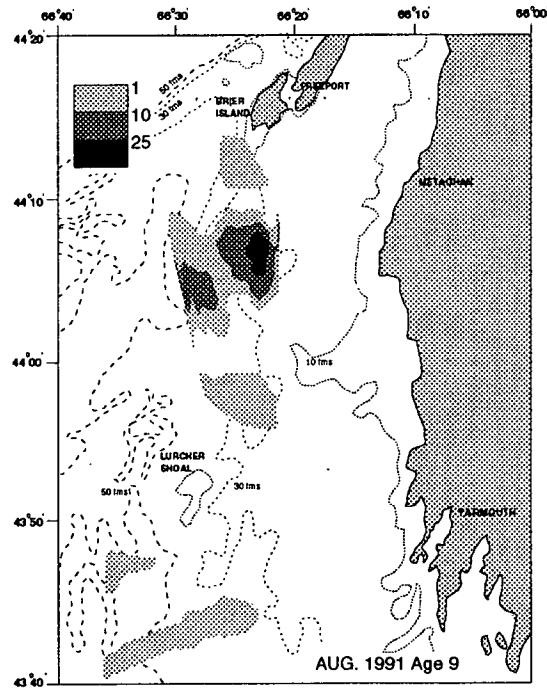 66°40' 66°30' 66°20' 66°10' 66°00'
44°20'
50 fms
30 fms
FREEPORT
1
BRIER
ISLAND
10
25
METAGHAN
44°10'
44°00'
10 fms
LURCHER
SHOAL
50 fms
30 fms
43°50'
YARMOUTH
43°40'
AUG. 1991 Age 9